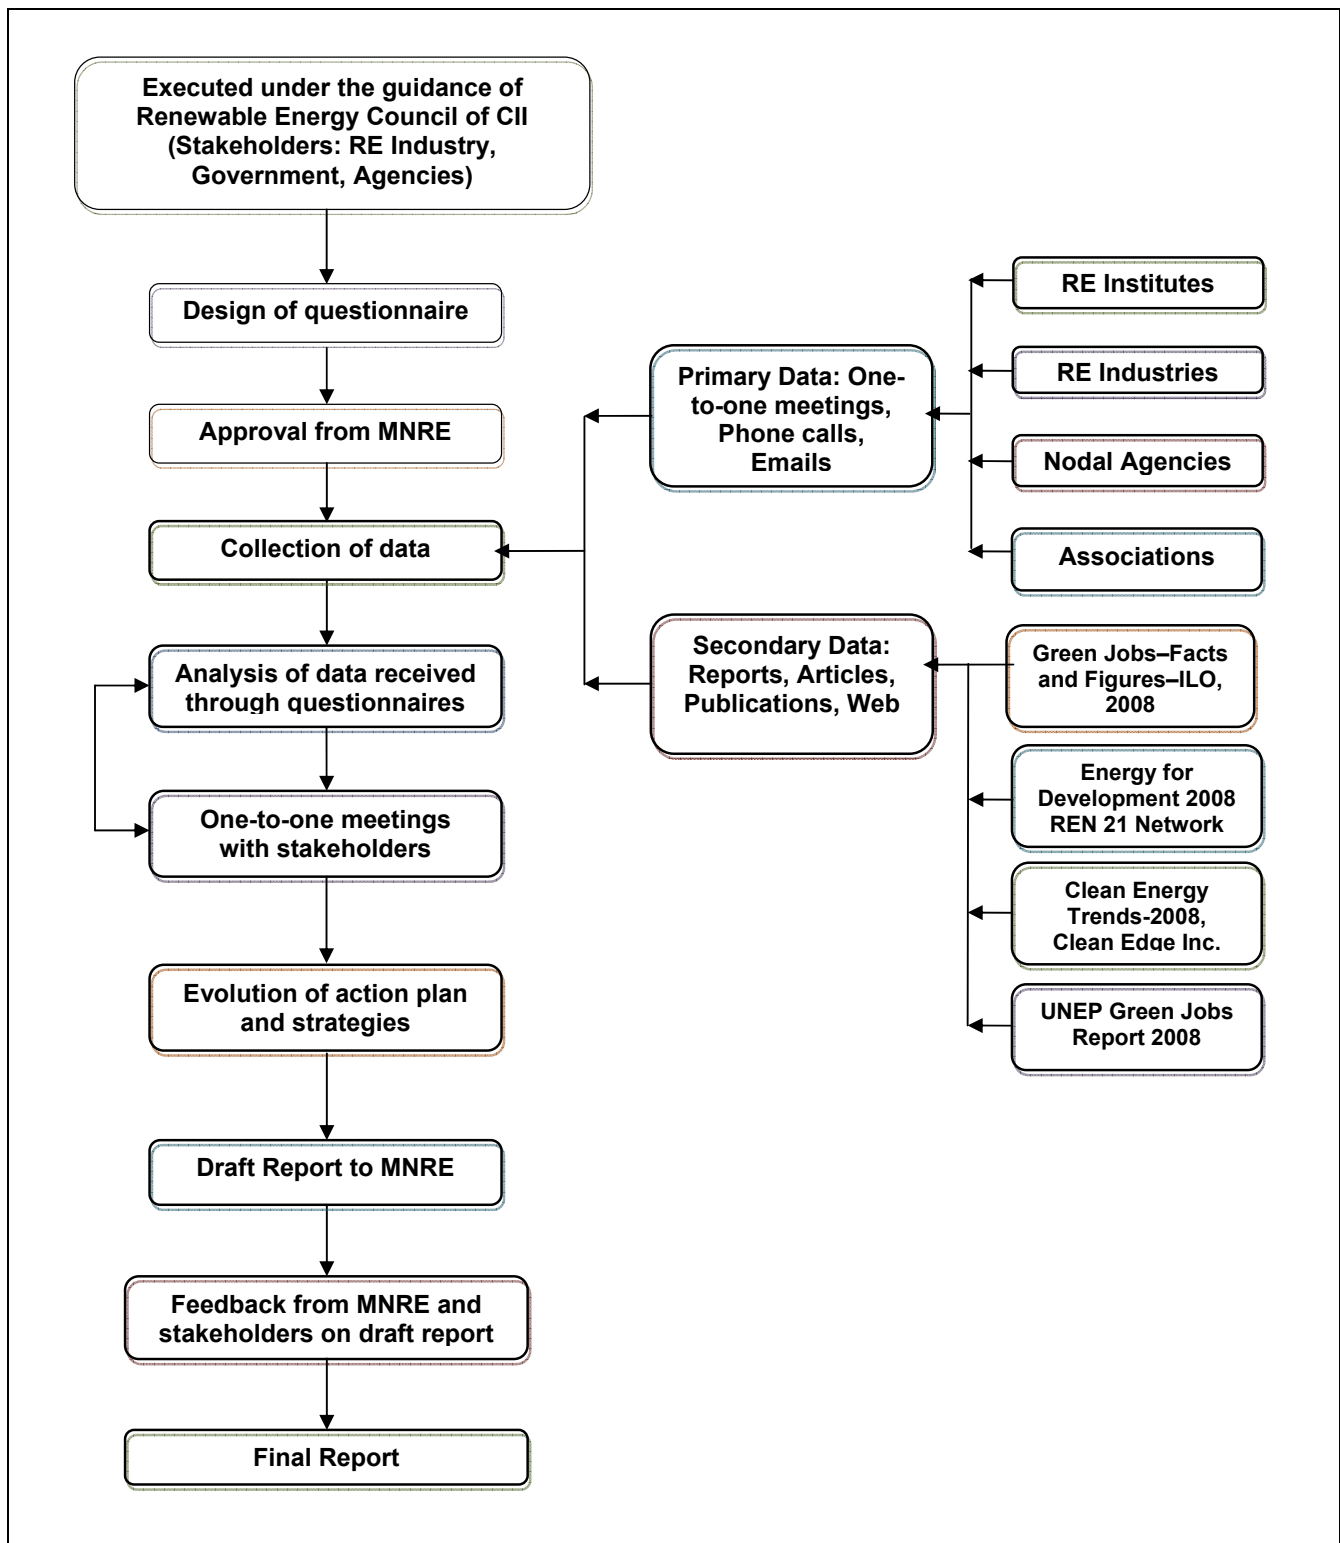 Executed under the guidance of
Renewable Energy Council of CII
(Stakeholders: RE Industry,
Government, Agencies)
Design of questionnaire
Approval from MNRE
Collection of data
Analysis of data received
through questionnaires
One-to-one meetings
with stakeholders
Evolution of action plan
and strategies
Draft Report to MNRE
Feedback from MNRE and
stakeholders on draft report
Final Report
Primary Data: One-
to-one meetings,
Phone calls,
Emails
Secondary Data:
Reports, Articles,
Publications, Web
RE Institutes
RE Industries
Nodal Agencies
Associations
Green Jobs–Facts
and Figures–ILO,
2008
Energy for
Development 2008
REN 21 Network
Clean Energy
Trends-2008,
Clean Edge Inc.
UNEP Green Jobs
Report 2008